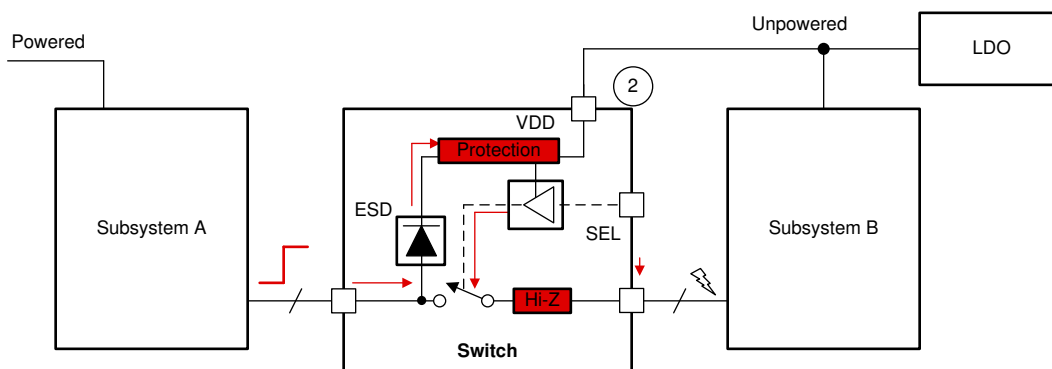 Powered
Unpowered
LDO
2
VDD
Protection
ESD
SEL
Subsystem A
Subsystem B
Hi-Z
Switch